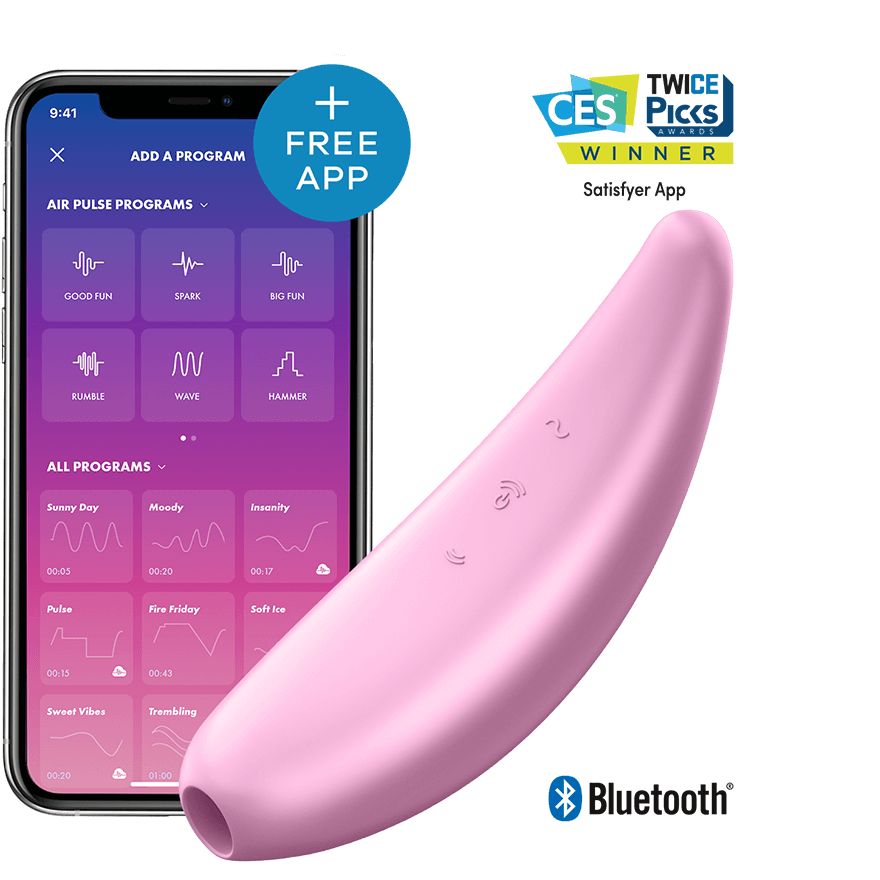 9:41
ADD A PROGRAM
+
FREE
APP
AIR PULSE PROGRAMS
GOOD FUN
SPARK
BIG FUN
RUMBLE
WAVE
HAMMER
ALL PROGRAMS
Sunny Day
00:05
Moody
00:20
Insanity
00:17
Pulse
00:15
Fire Friday
00:43
Soft Ice
Sweet Vibes
00:20
Trembling
01:00
CES®
TWICE
Picks
AWARDS
WINNER
Satisfyer App
Bluetooth®